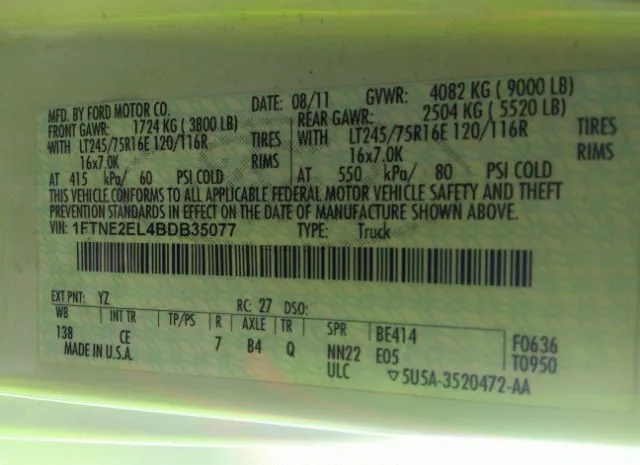 MFD. BY FORD MOTOR CO. DATE: 08/11 GVWR: 4082 KG ( 9000 LB)
FRONT GAWR: 1724 KG ( 3800 LB) REAR GAWR: 2504 KG ( 5520 LB)
WITH LT245/75R16E 120/116R TIRES WITH LT245/75R16E 120/116R TIRES
16x7.0K RIMS 16x7.0K RIMS
AT 415 kPa/ 60 PSI COLD AT 550 kPa/ 80 PSI COLD
THIS VEHICLE CONFORMS TO ALL APPLICABLE FEDERAL MOTOR VEHICLE SAFETY AND THEFT
PREVENTION STANDARDS IN EFFECT ON THE DATE OF MANUFACTURE SHOWN ABOVE.
VIN: 1FTNE2EL4BDB35077 TYPE: Truck
EXT PNT: YZ RC: 27 DSO:
WB INT TR TP/PS R AXLE TR SPR BE414 F0636
138 CE 7 B4 Q NN22 E05 T0950
MADE IN U.S.A. ULC ▽5U5A-3520472-AA